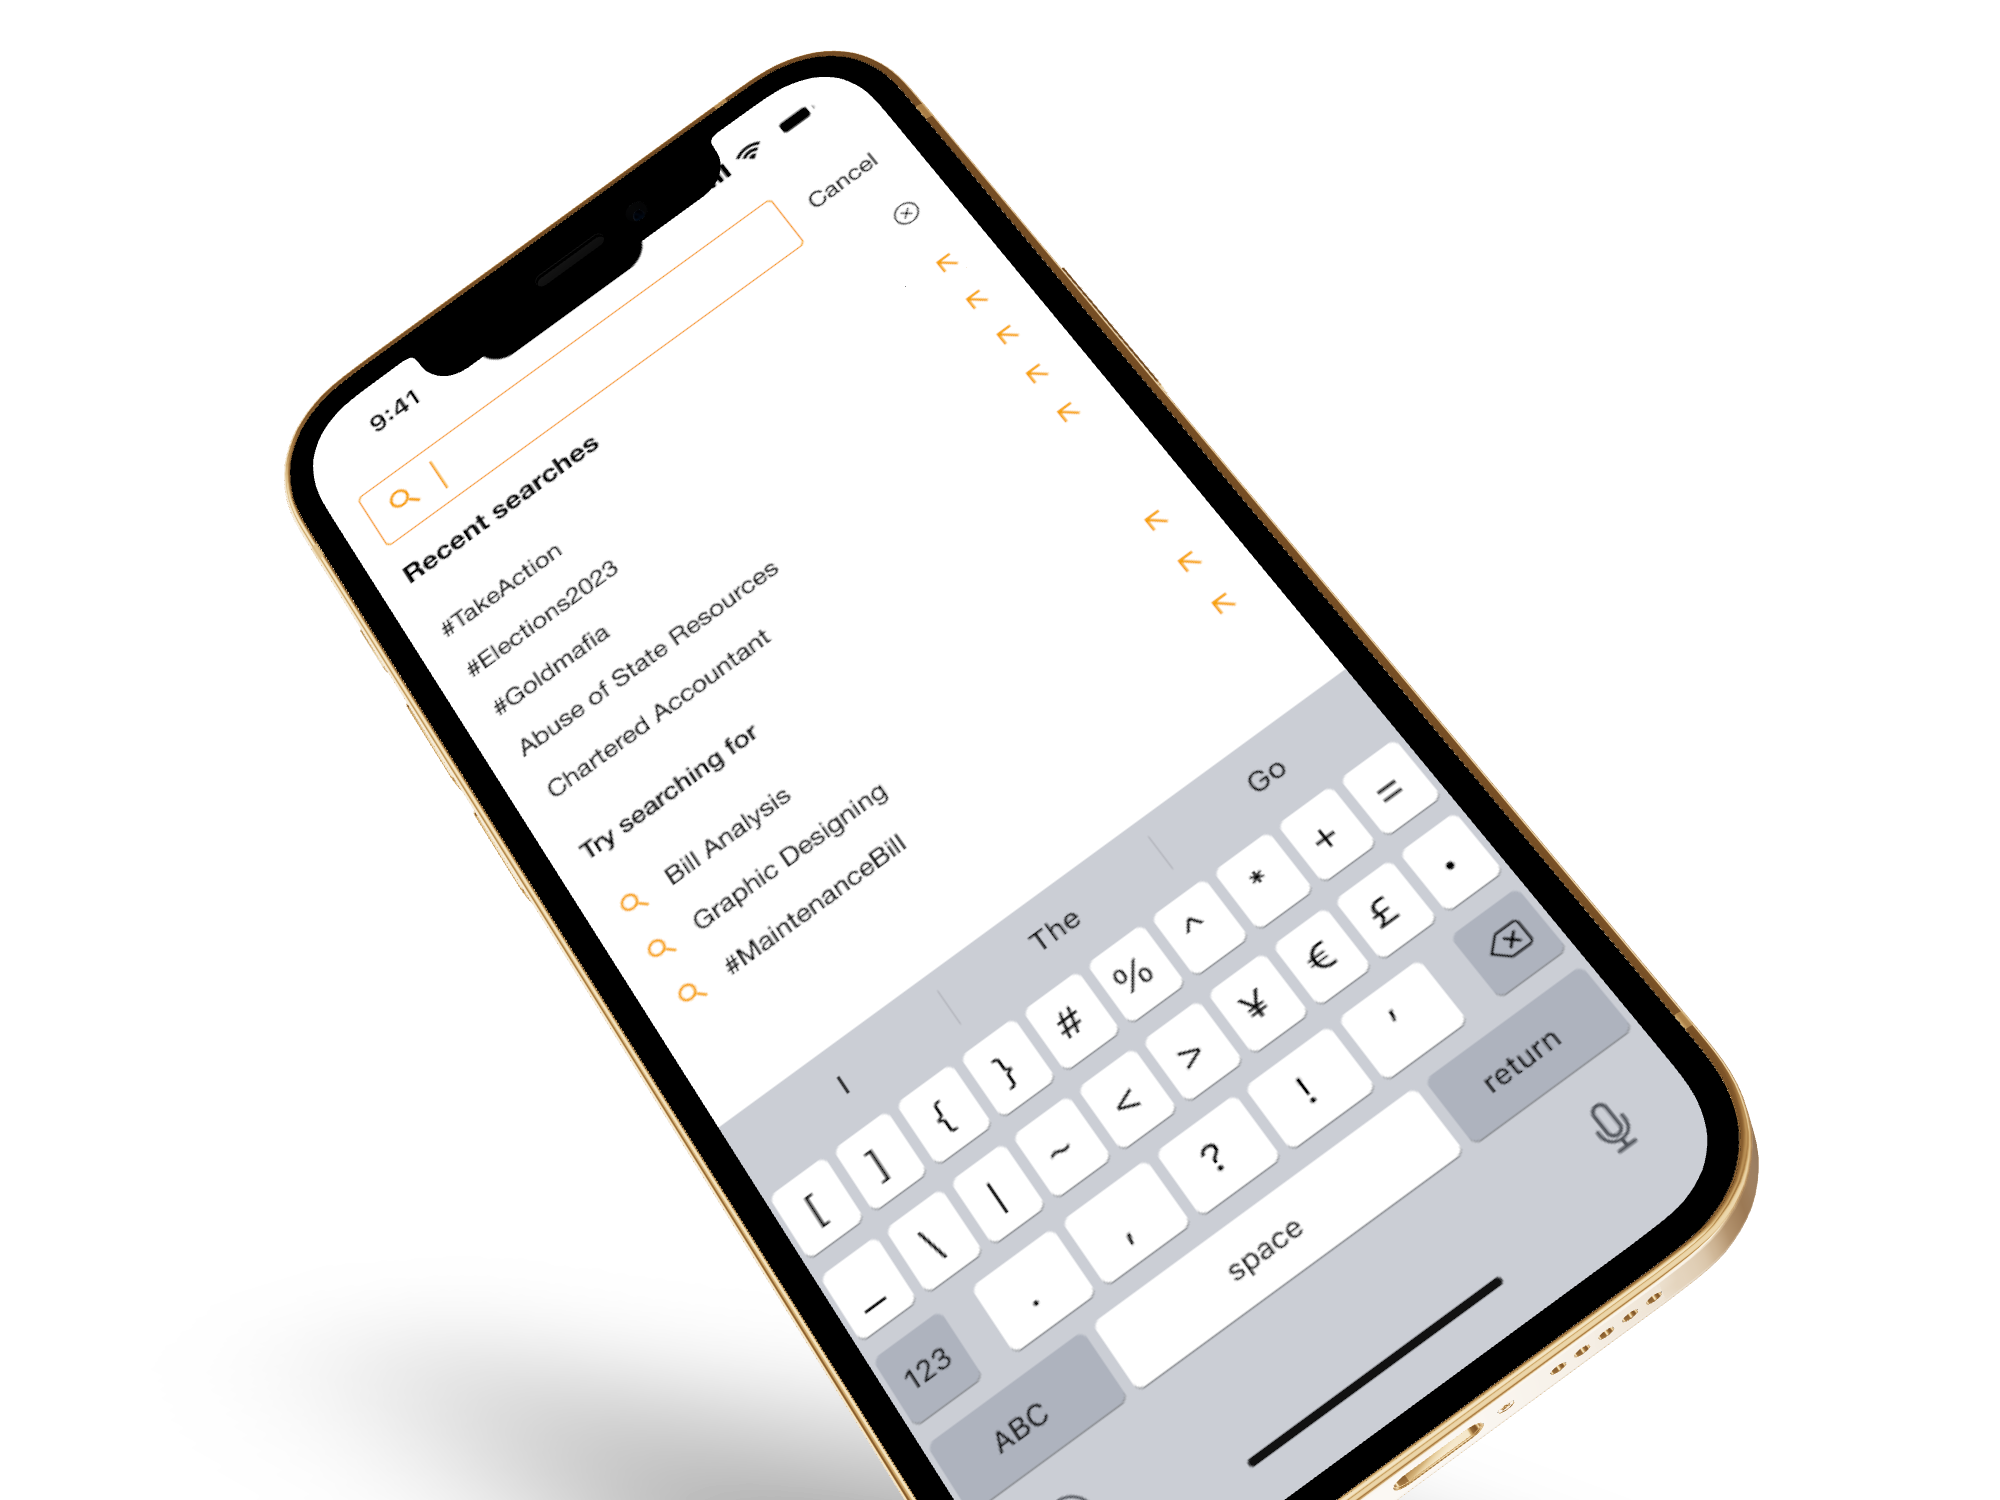 9:41
Cancel
Recent searches
#TakeAction
#Elections2023
#Goldmafia
Abuse of State Resources
Chartered Accountant
Try searching for
Bill Analysis
Graphic Designing
#MaintenanceBill
I The Go
[ ] { } # % ^ * + =
_ \ | ~ < > ¥ € £ •
123 . , ? ! '
ABC space return